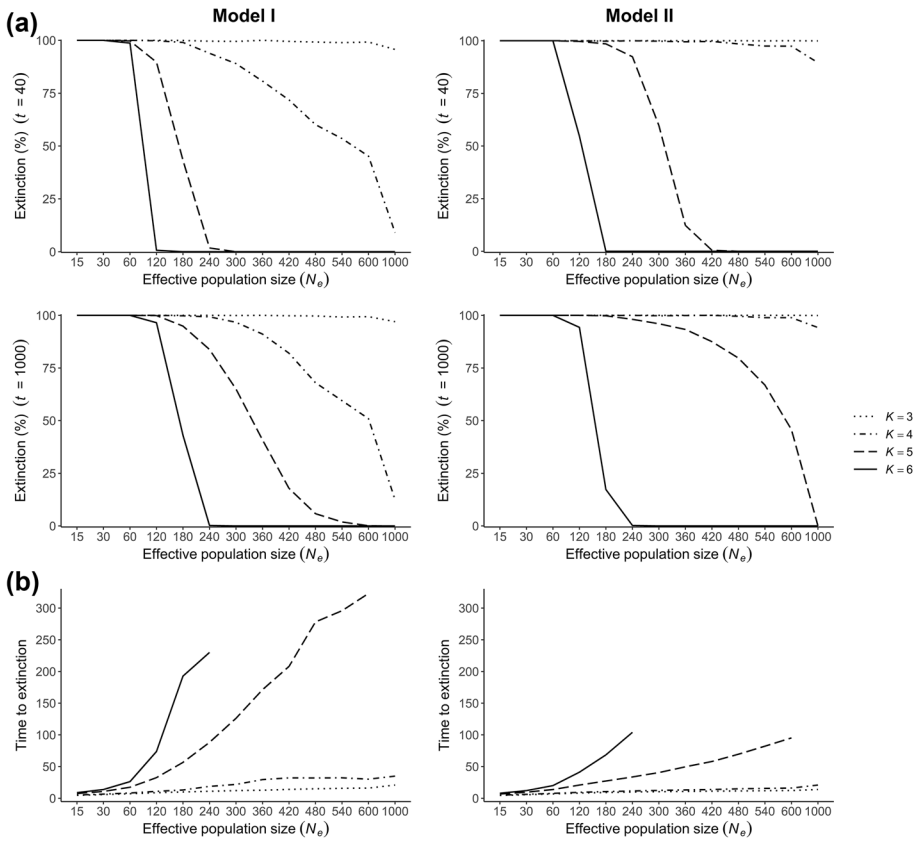 Model I
Model II
(a)
Extinction (%) (t = 40)
100
75
50
25
0
15 30 60 120 180 240 300 360 420 480 540 600 1000
Effective population size (Ne)
Extinction (%) (t = 40)
100
75
50
25
0
15 30 60 120 180 240 300 360 420 480 540 600 1000
Effective population size (Ne)
Extinction (%) (t = 1000)
100
75
50
25
0
15 30 60 120 180 240 300 360 420 480 540 600 1000
Effective population size (Ne)
Extinction (%) (t = 1000)
100
75
50
25
0
15 30 60 120 180 240 300 360 420 480 540 600 1000
Effective population size (Ne)
K = 3
K = 4
K = 5
K = 6
(b)
Time to extinction
300
250
200
150
100
50
0
15 30 60 120 180 240 300 360 420 480 540 600 1000
Effective population size (Ne)
Time to extinction
300
250
200
150
100
50
0
15 30 60 120 180 240 300 360 420 480 540 600 1000
Effective population size (Ne)